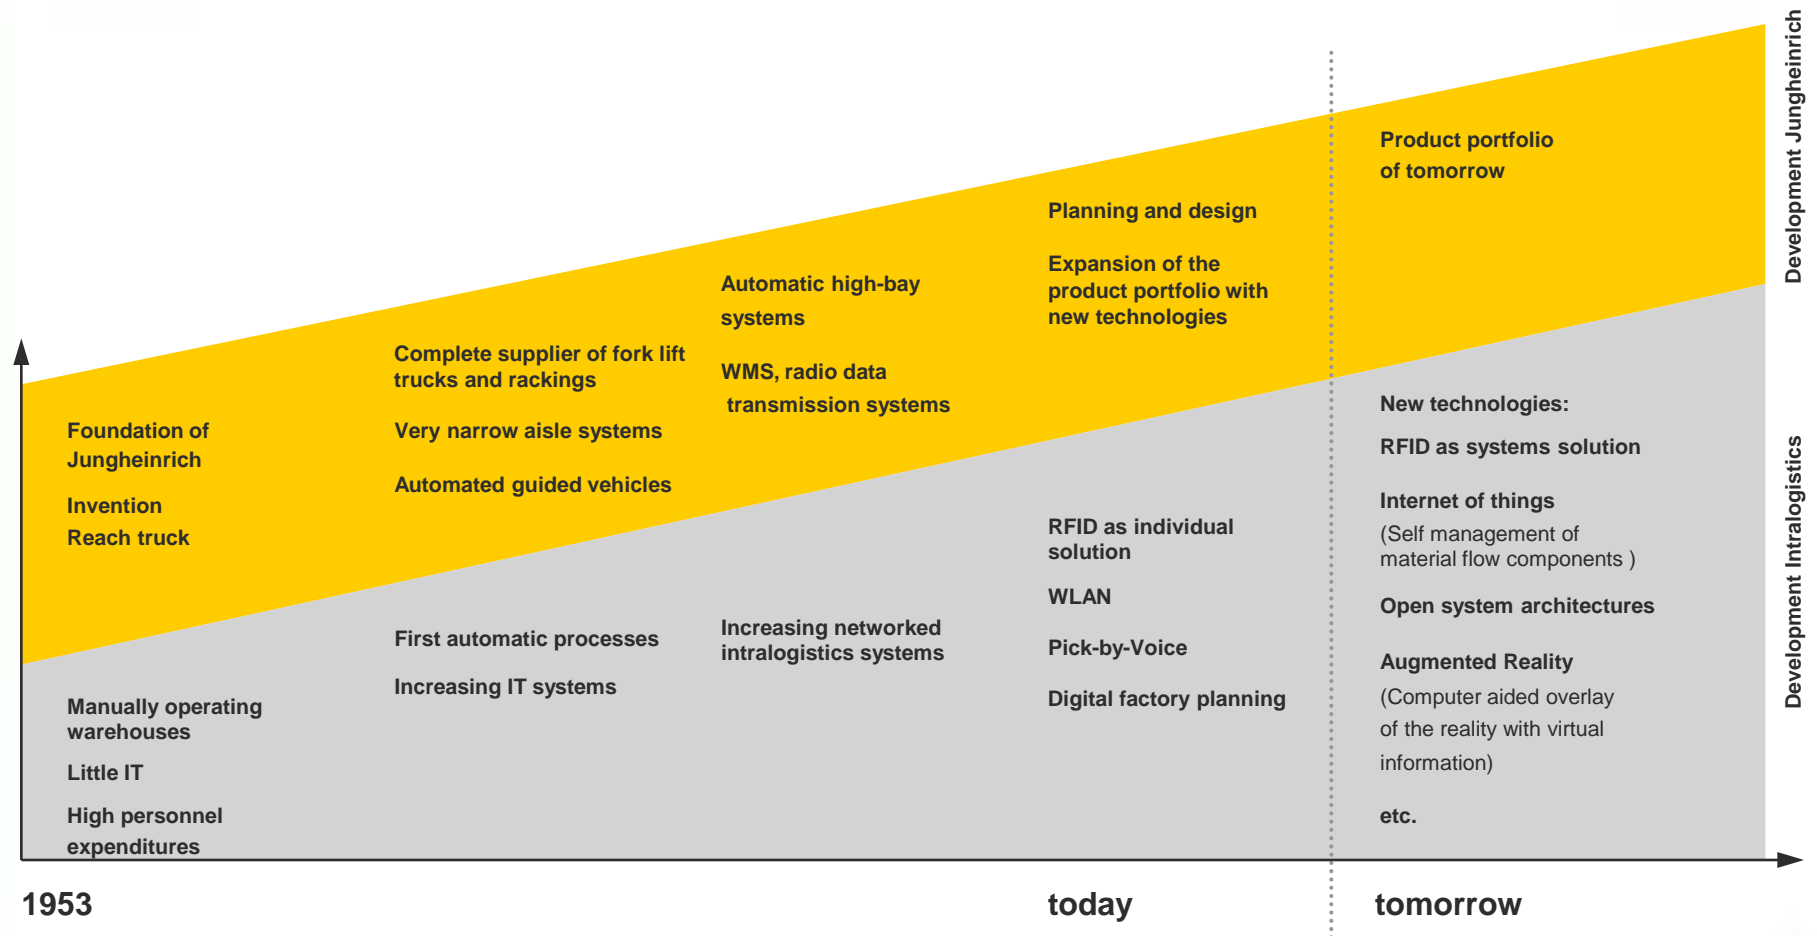 Development Jungheinrich
Product portfolio
of tomorrow
Planning and design
Expansion of the
product portfolio with
new technologies
Automatic high-bay
systems
WMS, radio data
transmission systems
Complete supplier of fork lift
trucks and rackings
Very narrow aisle systems
Automated guided vehicles
Foundation of
Jungheinrich
Invention
Reach truck
Development Intralogistics
New technologies:
RFID as systems solution
Internet of things
(Self management of
material flow components )
Open system architectures
Augmented Reality
(Computer aided overlay
of the reality with virtual
information)
etc.
RFID as individual
solution
WLAN
Pick-by-Voice
Digital factory planning
Increasing networked
intralogistics systems
First automatic processes
Increasing IT systems
Manually operating
warehouses
Little IT
High personnel
expenditures
1953
today
tomorrow